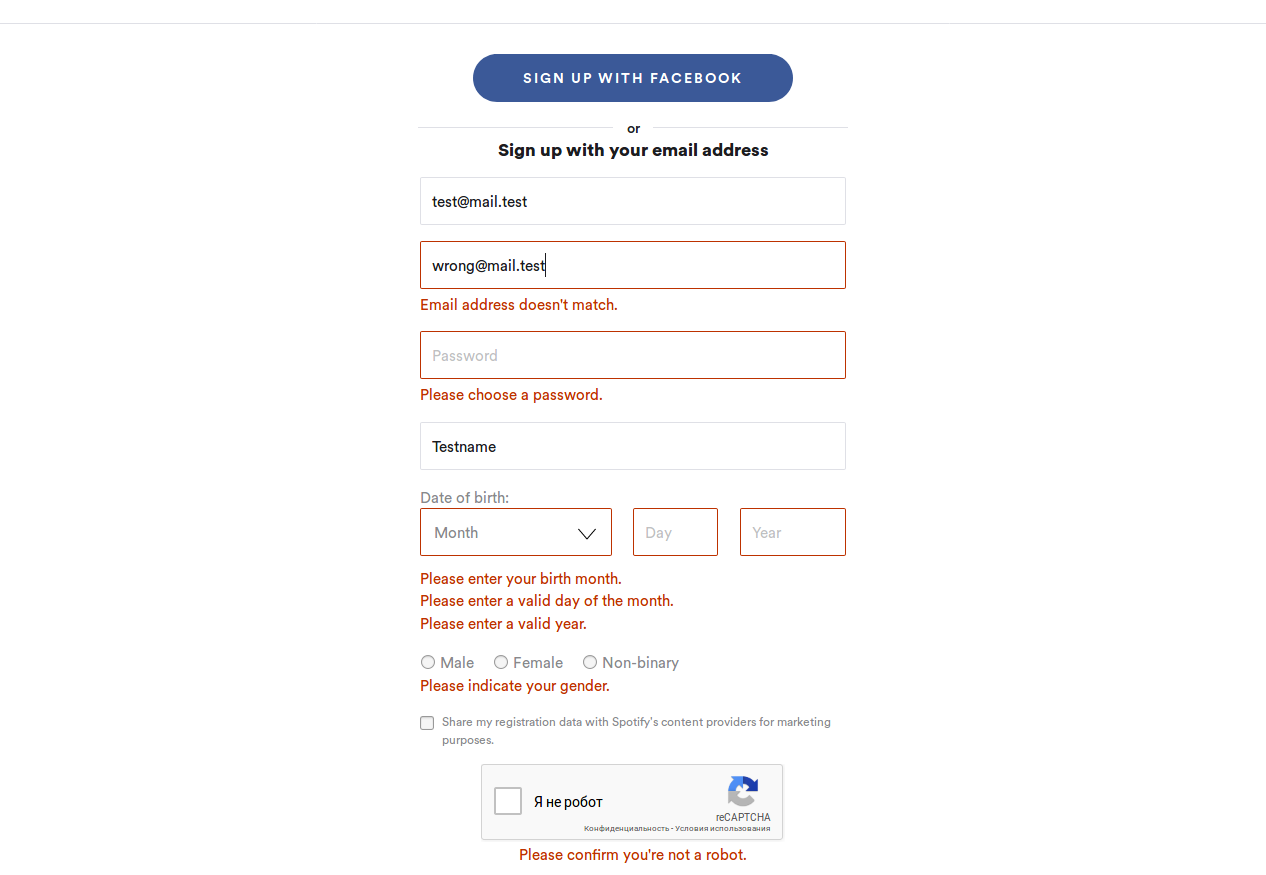 SIGN UP WITH FACEBOOK
or
Sign up with your email address
test@mail.test
wrong@mail.test
Email address doesn't match.
Password
Please choose a password.
Testname
Date of birth:
Month Day Year
Please enter your birth month.
Please enter a valid day of the month.
Please enter a valid year.
Male Female Non-binary
Please indicate your gender.
Share my registration data with Spotify's content providers for marketing
purposes.
Я не робот
reCAPTCHA
Конфиденциальность - Условия использования
Please confirm you're not a robot.